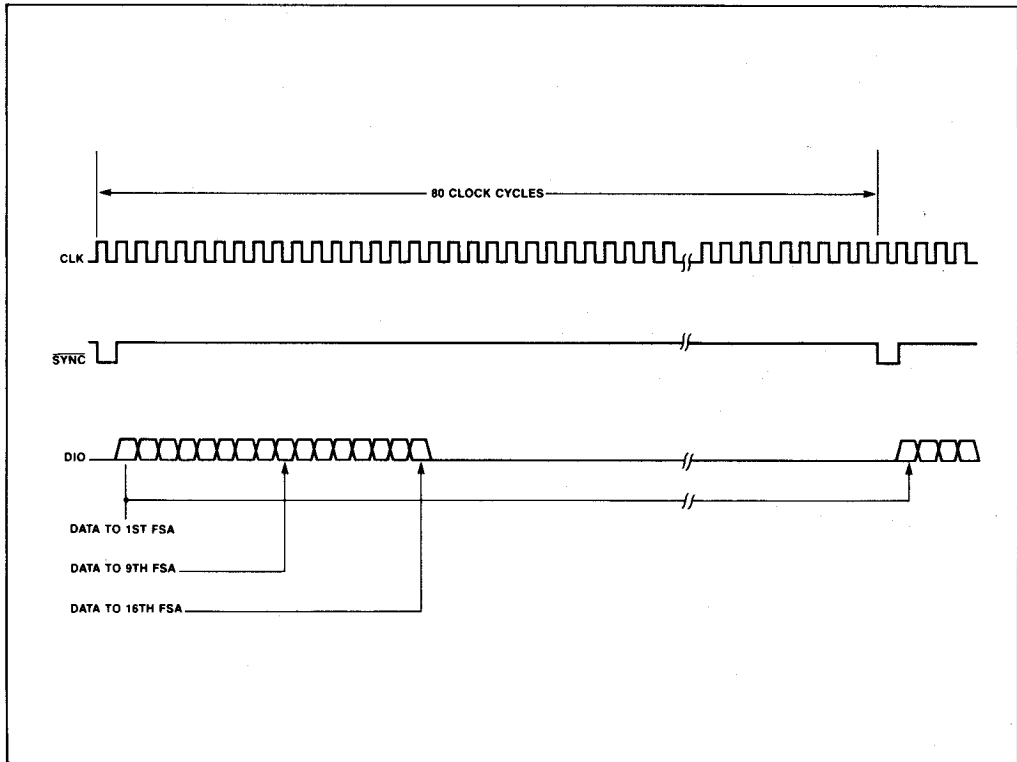 80 CLOCK CYCLES
CLK
SYNC
DIO
DATA TO 1ST FSA
DATA TO 9TH FSA
DATA TO 16TH FSA